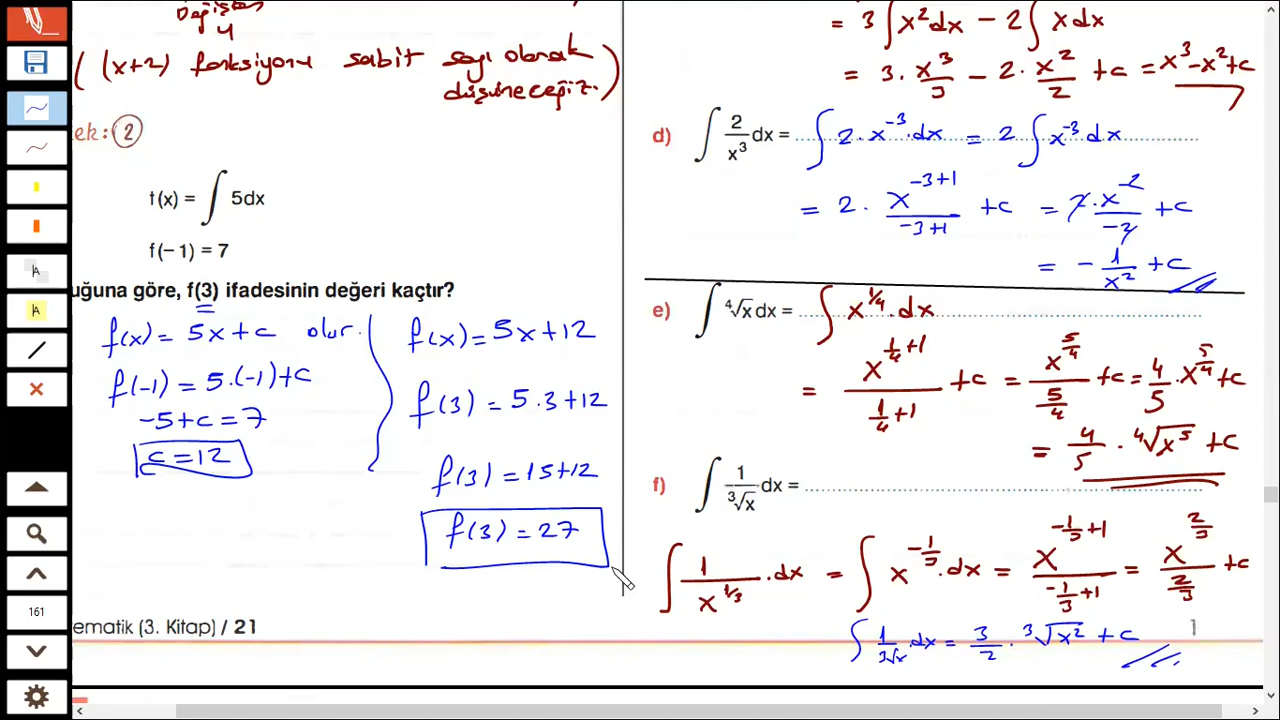 Değişken
y
( (x+2) fonksiyonu sabit sayı olarak
düşüneceğiz.)
ek: 2
f(x) = ∫ 5dx
f(− 1) = 7
uğuna göre, f(3) ifadesinin değeri kaçtır?
f(x) = 5x + c olur.
f(-1) = 5.(-1)+c
-5+c = 7
c = 12
f(x) = 5x+12
f(3) = 5.3+12
f(3) = 15+12
f(3) = 27
tematik (3. Kitap) / 21
= 3 ∫ x² dx − 2 ∫ x dx
= 3. x³/3 − 2. x²/2 + c = x³−x²+c
d) ∫ 2/x³ dx = ∫ 2.x⁻³.dx = 2 ∫ x⁻³ dx
= 2. x⁻³⁺¹/-3+1 + c = 2.x⁻²/-2 + c
= - 1/x² + c
e) ∫ ⁴√x dx = ∫ x^1/4 . dx
= x^1/4+1 / 1/4+1 + c = x^5/4 / 5/4 + c = 4/5 . x^5/4 + c
= 4/5 . ⁴√x⁵ + c
f) ∫ 1/³√x dx =
∫ 1/x^1/3 . dx = ∫ x^-1/3 . dx = x^-1/3+1 / -1/3+1 = x^2/3 / 2/3 + c
∫ 1/³√x . dx = 3/2 . ³√x² + c
1
A
A
161